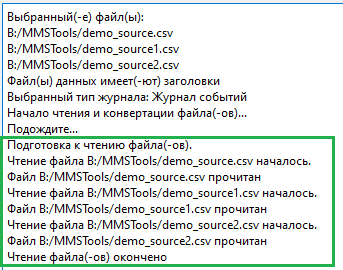 Выбранный(-е) файл(ы):
B:/MMSTools/demo_source.csv
B:/MMSTools/demo_source1.csv
B:/MMSTools/demo_source2.csv
Файл(ы) данных имеет(-ют) заголовки
Выбранный тип журнала: Журнал событий
Начало чтения и конвертации файла(-ов)...
Подождите...
Подготовка к чтению файла(-ов).
Чтение файла B:/MMSTools/demo_source.csv началось.
Файл B:/MMSTools/demo_source.csv прочитан
Чтение файла B:/MMSTools/demo_source1.csv началось.
Файл B:/MMSTools/demo_source1.csv прочитан
Чтение файла B:/MMSTools/demo_source2.csv началось.
Файл B:/MMSTools/demo_source2.csv прочитан
Чтение файла(-ов) окончено